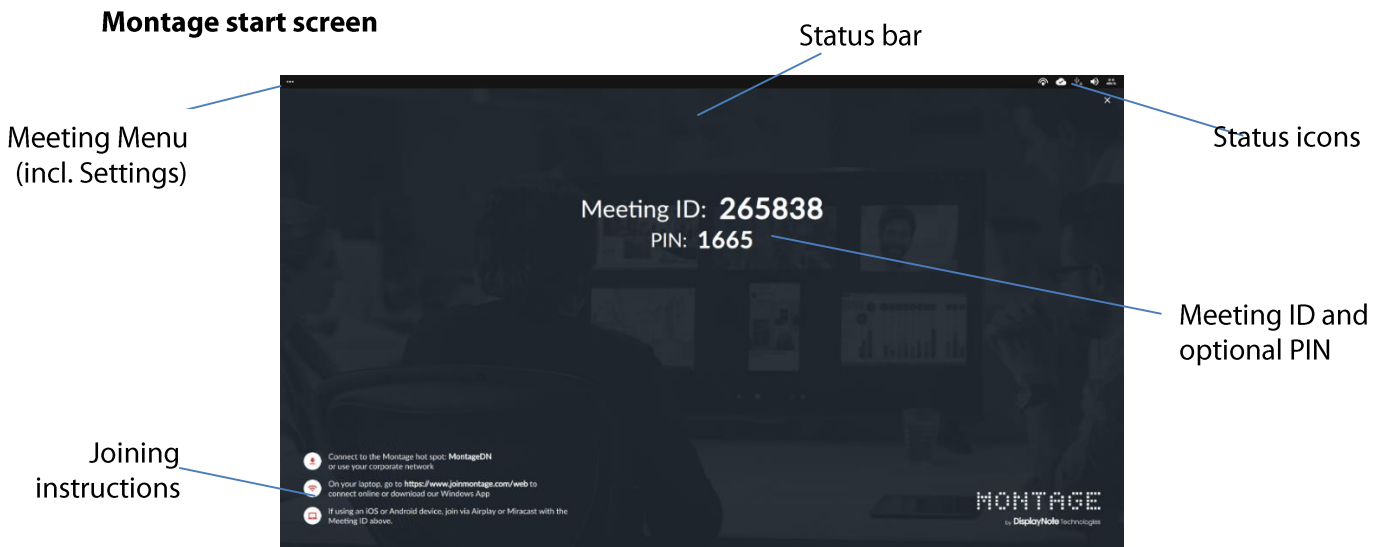 Montage start screen
Status bar
Meeting Menu
(incl. Settings)
Status icons
Meeting ID: 265838
PIN: 1665
Meeting ID and
optional PIN
Joining
instructions
Connect to the Montage hot spot: MontageDN
or use your corporate network
On your laptop, go to https://www.joinmontage.com/web to
connect online or download our Windows App
If using an iOS or Android device, join via Airplay or Miracast with the
Meeting ID above.
MONTAGE
by DisplayNote Technologies